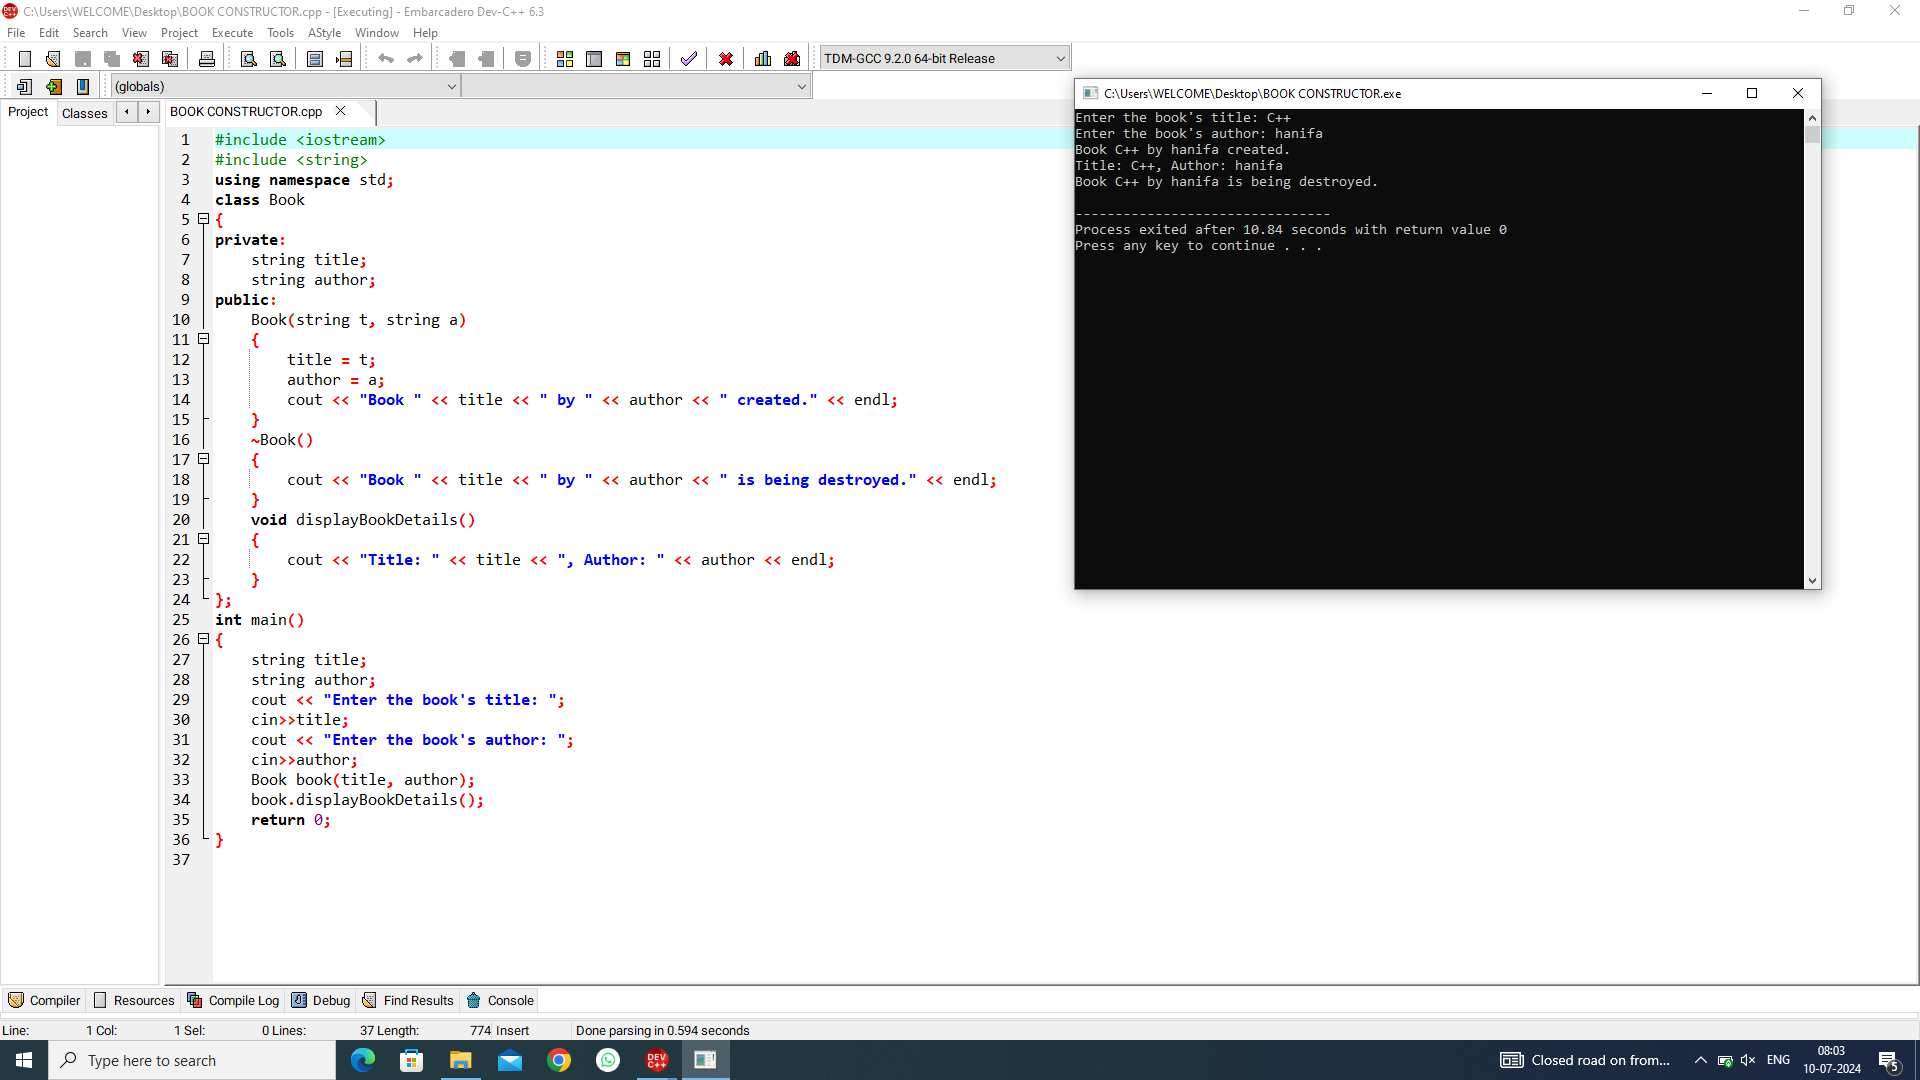 C:\Users\WELCOME\Desktop\BOOK CONSTRUCTOR.cpp - [Executing] - Embarcadero Dev-C++ 6.3
File Edit Search View Project Execute Tools AStyle Window Help
TDM-GCC 9.2.0 64-bit Release
(globals)
Project Classes BOOK CONSTRUCTOR.cpp
1 #include <iostream>
2 #include <string>
3 using namespace std;
4 class Book
5 {
6 private:
7     string title;
8     string author;
9 public:
10     Book(string t, string a)
11     {
12         title = t;
13         author = a;
14         cout << "Book " << title << " by " << author << " created." << endl;
15     }
16     ~Book()
17     {
18         cout << "Book " << title << " by " << author << " is being destroyed." << endl;
19     }
20     void displayBookDetails()
21     {
22         cout << "Title: " << title << ", Author: " << author << endl;
23     }
24 };
25 int main()
26 {
27     string title;
28     string author;
29     cout << "Enter the book's title: ";
30     cin>>title;
31     cout << "Enter the book's author: ";
32     cin>>author;
33     Book book(title, author);
34     book.displayBookDetails();
35     return 0;
36 }
37
C:\Users\WELCOME\Desktop\BOOK CONSTRUCTOR.exe
Enter the book's title: C++
Enter the book's author: hanifa
Book C++ by hanifa created.
Title: C++, Author: hanifa
Book C++ by hanifa is being destroyed.
--------------------------------
Process exited after 10.84 seconds with return value 0
Press any key to continue . . .
Compiler Resources Compile Log Debug Find Results Console
Line: 1 Col: 1 Sel: 0 Lines: 37 Length: 774 Insert Done parsing in 0.594 seconds
Type here to search
DEV C++
Closed road on from...
ENG
08:03
10-07-2024
5